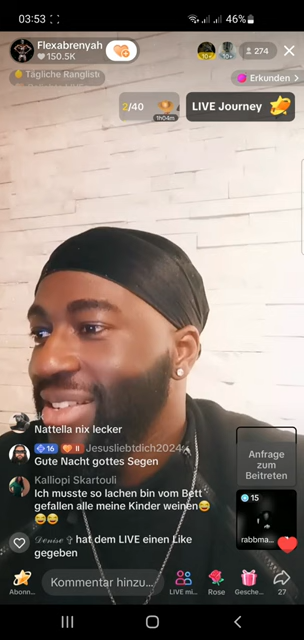 03:53
46%
Flexabrenyah
150.5K
274
Tägliche Rangliste
Erkunden >
2/40
1h04m
LIVE Journey
Nattella nix lecker
16 II Jesusliebtdich2024
Gute Nacht gottes Segen
Kalliopi Skartouli
Ich musste so lachen bin vom Bett
gefallen alle meine Kinder weinen😂
😂😂
Denise hat dem LIVE einen Like
gegeben
Anfrage
zum
Beitreten
15
rabbma...
Kommentar hinzu...
Abonn...
LIVE mi...
Rose
Gesche...
27